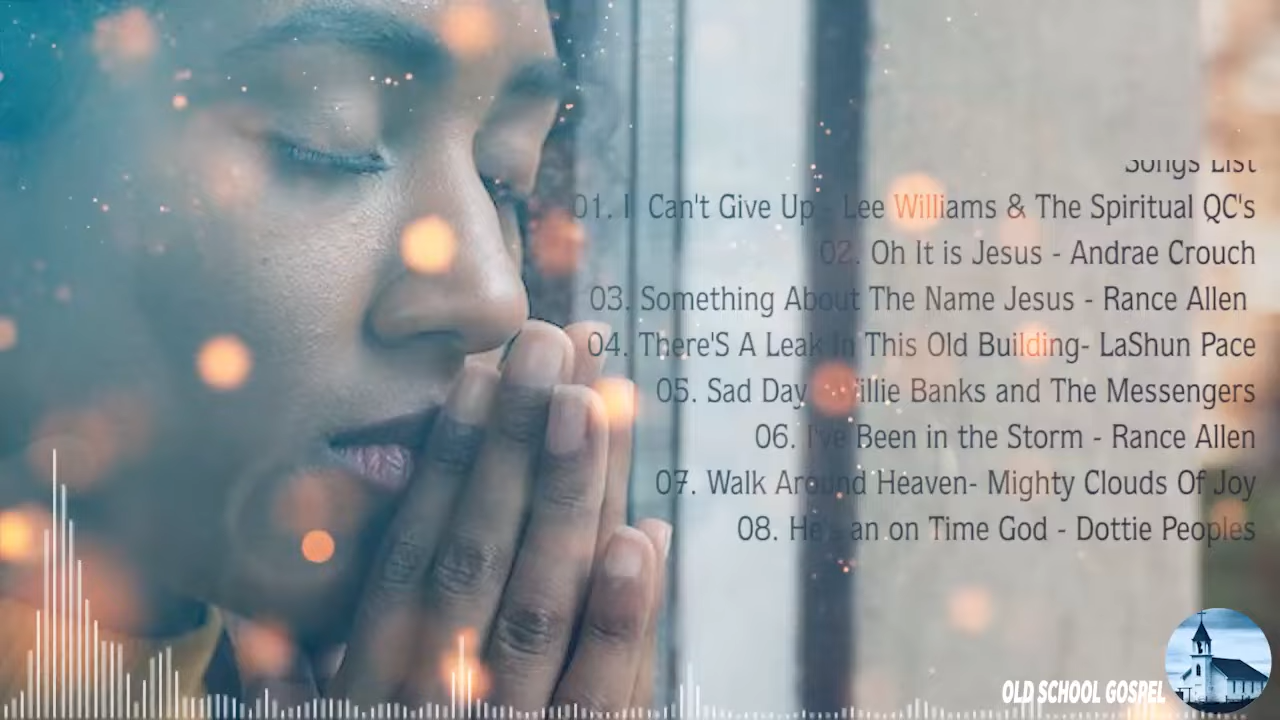 Songs List
01. I Can't Give Up - Lee Williams & The Spiritual QC's
02. Oh It is Jesus - Andrae Crouch
03. Something About The Name Jesus - Rance Allen
04. There'S A Leak In This Old Building- LaShun Pace
05. Sad Day - Willie Banks and The Messengers
06. I've Been in the Storm - Rance Allen
07. Walk Around Heaven- Mighty Clouds Of Joy
08. He's an on Time God - Dottie Peoples
OLD SCHOOL GOSPEL